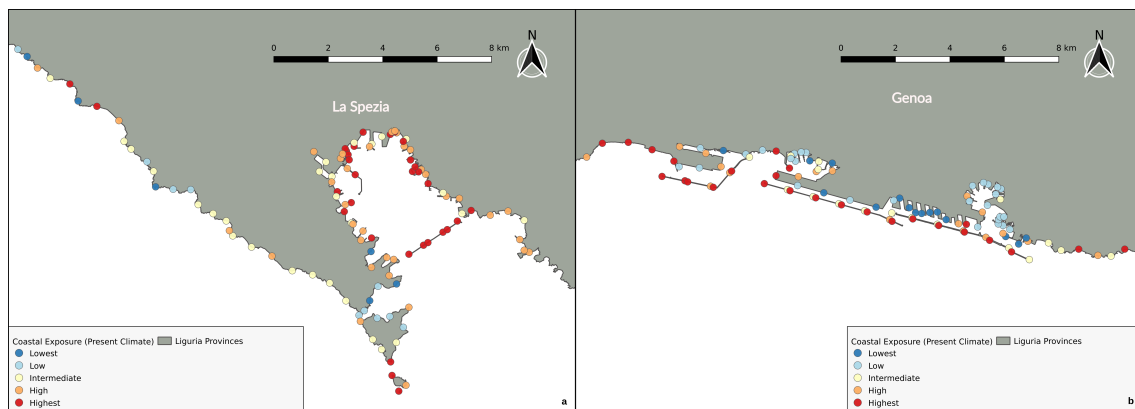 N
0 2 4 6 8 km
La Spezia
Coastal Exposure (Present Climate) Liguria Provinces
Lowest
Low
Intermediate
High
Highest
a
N
0 2 4 6 8 km
Genoa
Coastal Exposure (Present Climate) Liguria Provinces
Lowest
Low
Intermediate
High
Highest
b